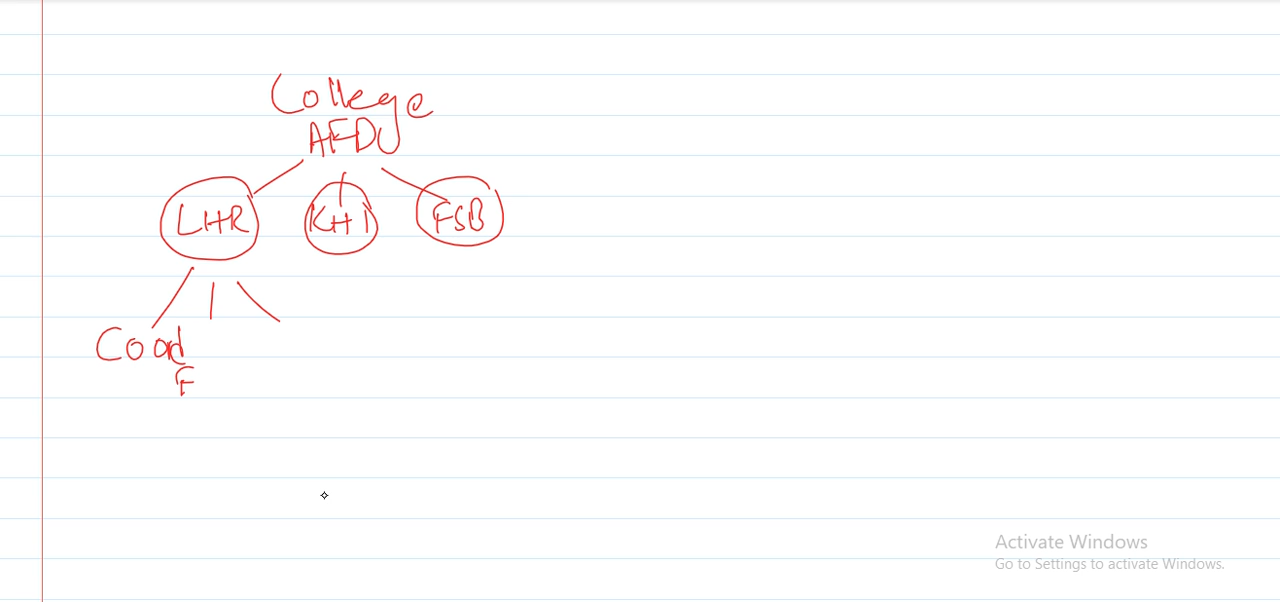 College
AFDU
LHR KHI FSB
Coord
F
Activate Windows
Go to Settings to activate Windows.